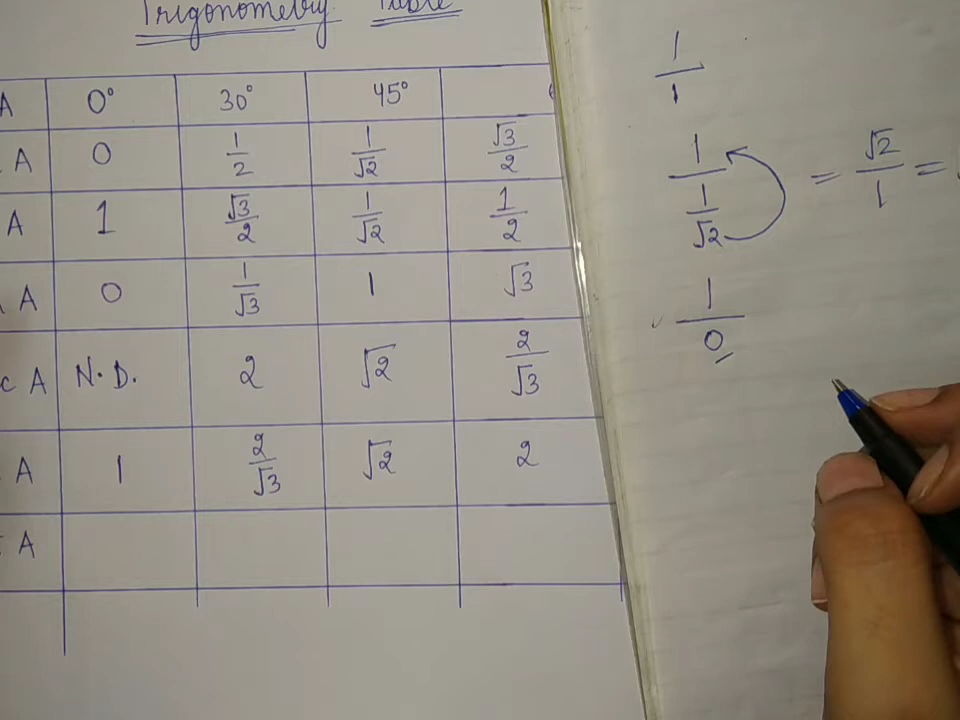 Trigonometry Table
A 0° 30° 45°
A 0 1/2 1/√2 √3/2
A 1 √3/2 1/√2 1/2
A 0 1/√3 1 √3
c A N.D. 2 √2 2/√3
A 1 2/√3 √2 2
A
1/1
1/(1/√2) = √2/1 =
1/0